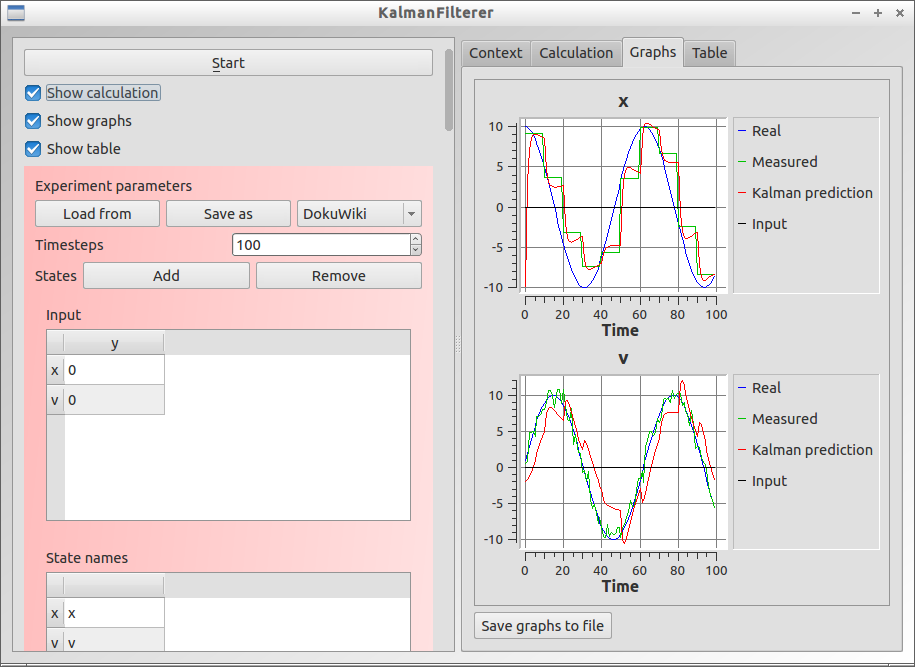 KalmanFilterer
Start
Show calculation
Show graphs
Show table
Experiment parameters
Load from Save as DokuWiki
Timesteps 100
States Add Remove
Input
y
x 0
v 0
State names
x x
v v
Context Calculation Graphs Table
x
10
5
0
-5
-10
0 20 40 60 80 100
Time
Real
Measured
Kalman prediction
Input
v
10
5
0
-5
-10
0 20 40 60 80 100
Time
Real
Measured
Kalman prediction
Input
Save graphs to file